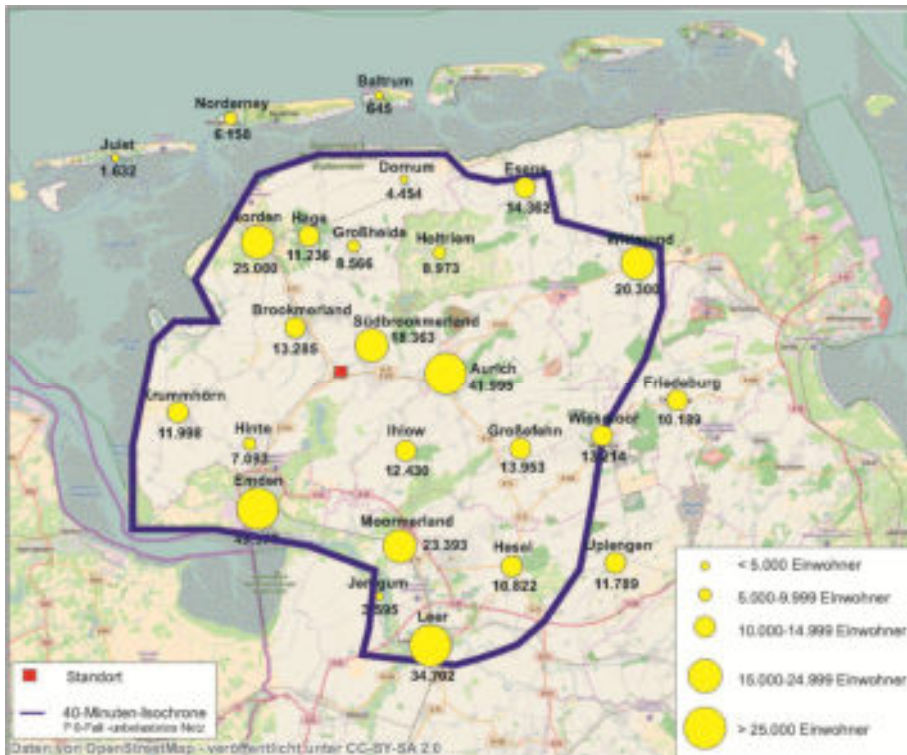 Baltrum
645
Norderney
6.158
Juist
1.632
Dornum
4.454
Esens
14.362
Norden
25.000
Hage
11.236
Großheide
8.566
Holtriem
8.973
Wittmund
20.300
Brookmerland
13.285
Südbrookmerland
18.363
Aurich
41.995
Friedeburg
10.189
Krummhörn
11.998
Hinte
7.093
Ihlow
12.430
Großefehn
13.953
Wiesmoor
13.214
Emden
Moormerland
23.393
Hesel
10.822
Uplengen
11.789
Jemgum
3.595
Leer
34.702
< 5.000 Einwohner
5.000-9.999 Einwohner
10.000-14.999 Einwohner
15.000-24.999 Einwohner
> 25.000 Einwohner
Standort
40-Minuten-Isochrone
Daten von OpenStreetMap - veröffentlicht unter CC-BY-SA 2.0